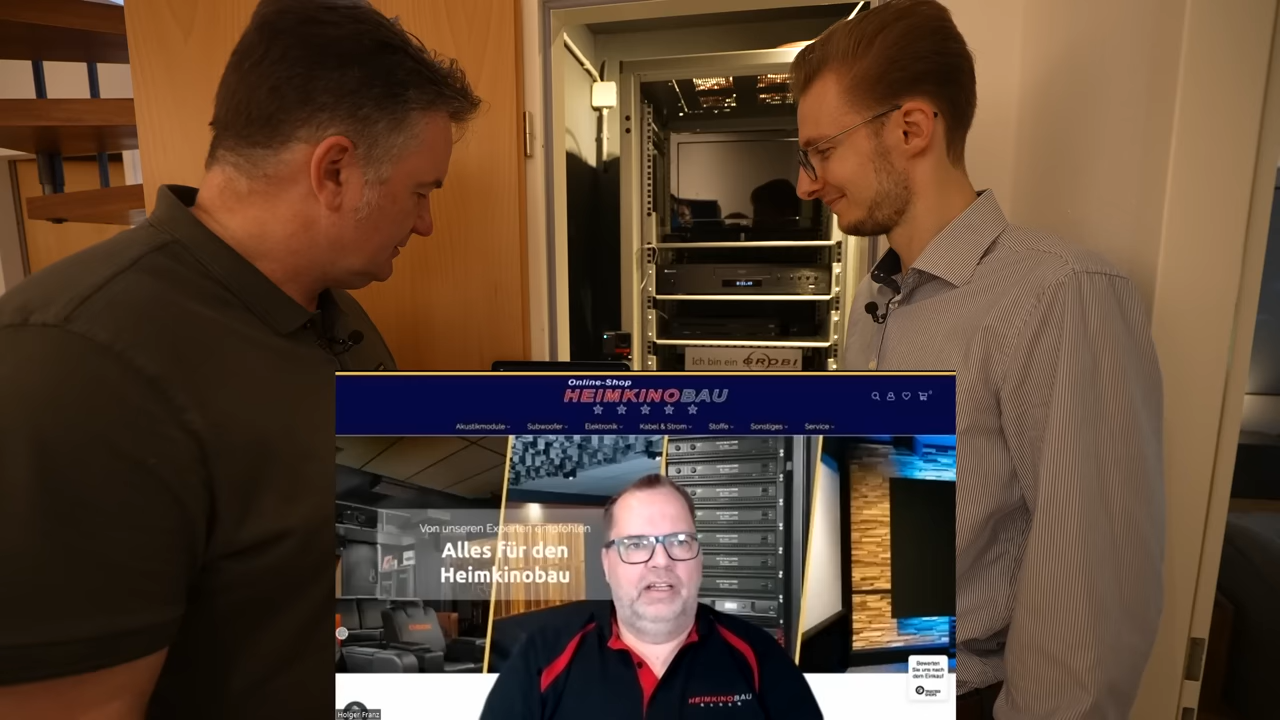 Ich bin ein GROBI
Online-Shop
HEIMKINOBAU
Akustikmodule
Subwoofer
Elektronik
Kabel & Strom
Stoffe
Sonstiges
Service
Von unseren Experten empfohlen
Alles für den
Heimkinobau
Bewerten
Sie uns nach
dem Einkauf
HEIMKINOBAU
Holger Franz